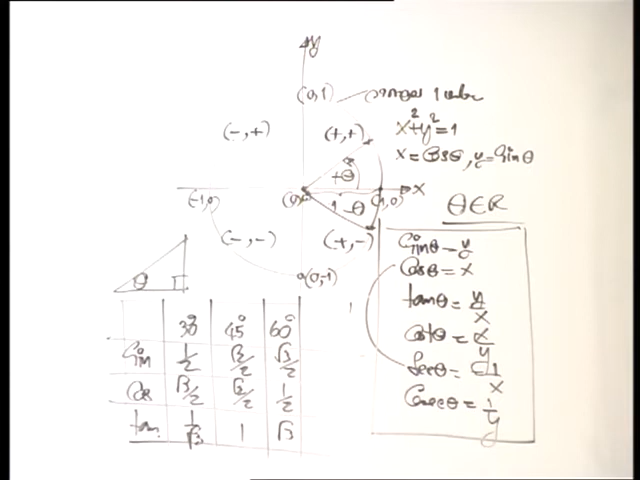 y
(0,1)
(-,+) (+,+)
x²+y²=1
x = Cosθ, y = Sinθ
+θ
(-1,0) (1,0) x
1 -θ
θ∈R
(-,-) (+,-)
(0,-1)
Sinθ = y
Cosθ = x
tanθ = y/x
Cotθ = x/y
Secθ = 1/x
Cosecθ = 1/y
θ
30° 45° 60°
Sin 1/2 √2/2 √3/2
Cos √3/2 √2/2 1/2
tan 1/√3 1 √3